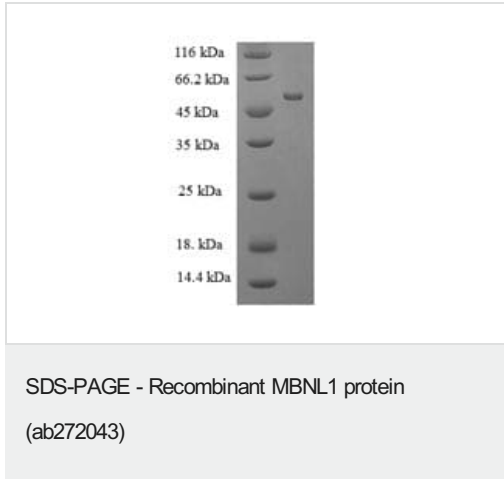 116 kDa
66.2 kDa
45 kDa
35 kDa
25 kDa
18. kDa
14.4 kDa
SDS-PAGE - Recombinant MBNL1 protein
(ab272043)